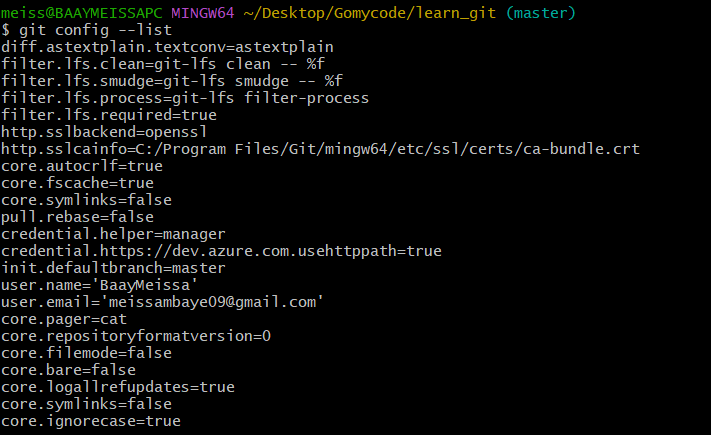 meiss@BAAYMEISSAPC MINGW64 ~/Desktop/Gomycode/learn_git (master)
$ git config --list
diff.astextplain.textconv=astextplain
filter.lfs.clean=git-lfs clean -- %f
filter.lfs.smudge=git-lfs smudge -- %f
filter.lfs.process=git-lfs filter-process
filter.lfs.required=true
http.sslbackend=openssl
http.sslcainfo=C:/Program Files/Git/mingw64/etc/ssl/certs/ca-bundle.crt
core.autocrlf=true
core.fscache=true
core.symlinks=false
pull.rebase=false
credential.helper=manager
credential.https://dev.azure.com.usehttppath=true
init.defaultbranch=master
user.name='BaayMeissa'
user.email='meissambaye09@gmail.com'
core.pager=cat
core.repositoryformatversion=0
core.filemode=false
core.bare=false
core.logallrefupdates=true
core.symlinks=false
core.ignorecase=true